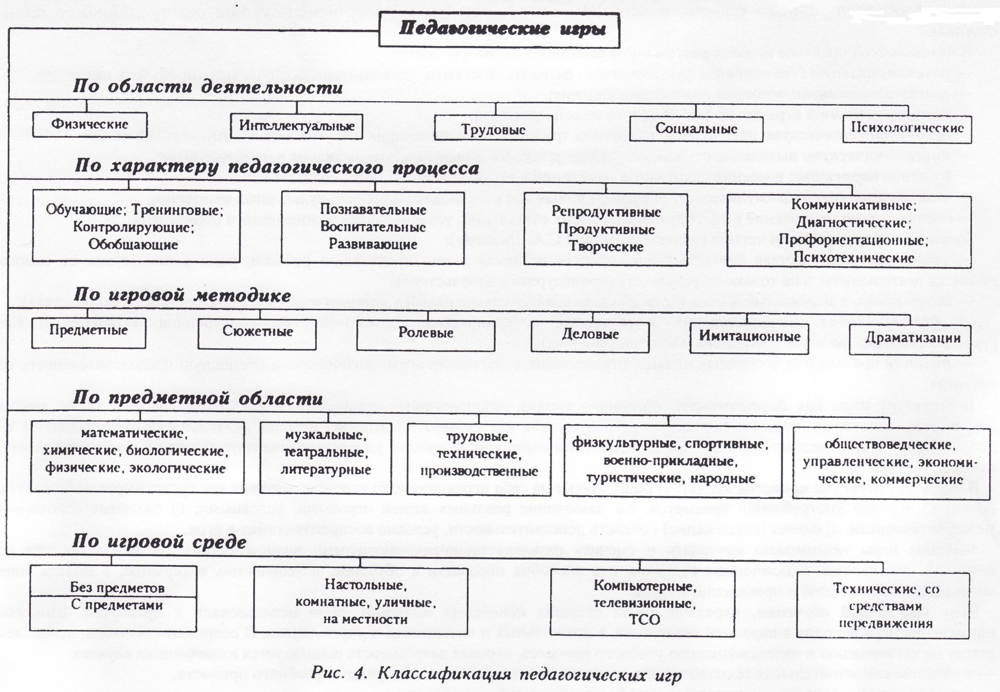 Педагогические игры
По области деятельности
Физические
Интеллектуальные
Трудовые
Социальные
Психологические
По характеру педагогического процесса
Обучающие; Тренинговые;
Контролирующие;
Обобщающие
Познавательные
Воспитательные
Развивающие
Репродуктивные
Продуктивные
Творческие
Коммуникативные;
Диагностические;
Профориентационные;
Психотехнические
По игровой методике
Предметные
Сюжетные
Ролевые
Деловые
Имитационные
Драматизации
По предметной области
математические,
химические, биологические,
физические, экологические
музкальные,
театральные,
литературные
трудовые,
технические,
производственные
физкультурные, спортивные,
военно-прикладные,
туристические, народные
обществоведческие,
управленческие, экономи-
ческие, коммерческие
По игровой среде
Без предметов
С предметами
Настольные,
комнатные, уличные,
на местности
Компьютерные,
телевизионные,
ТСО
Технические, со
средствами
передвижения
Рис. 4. Классификация педагогических игр